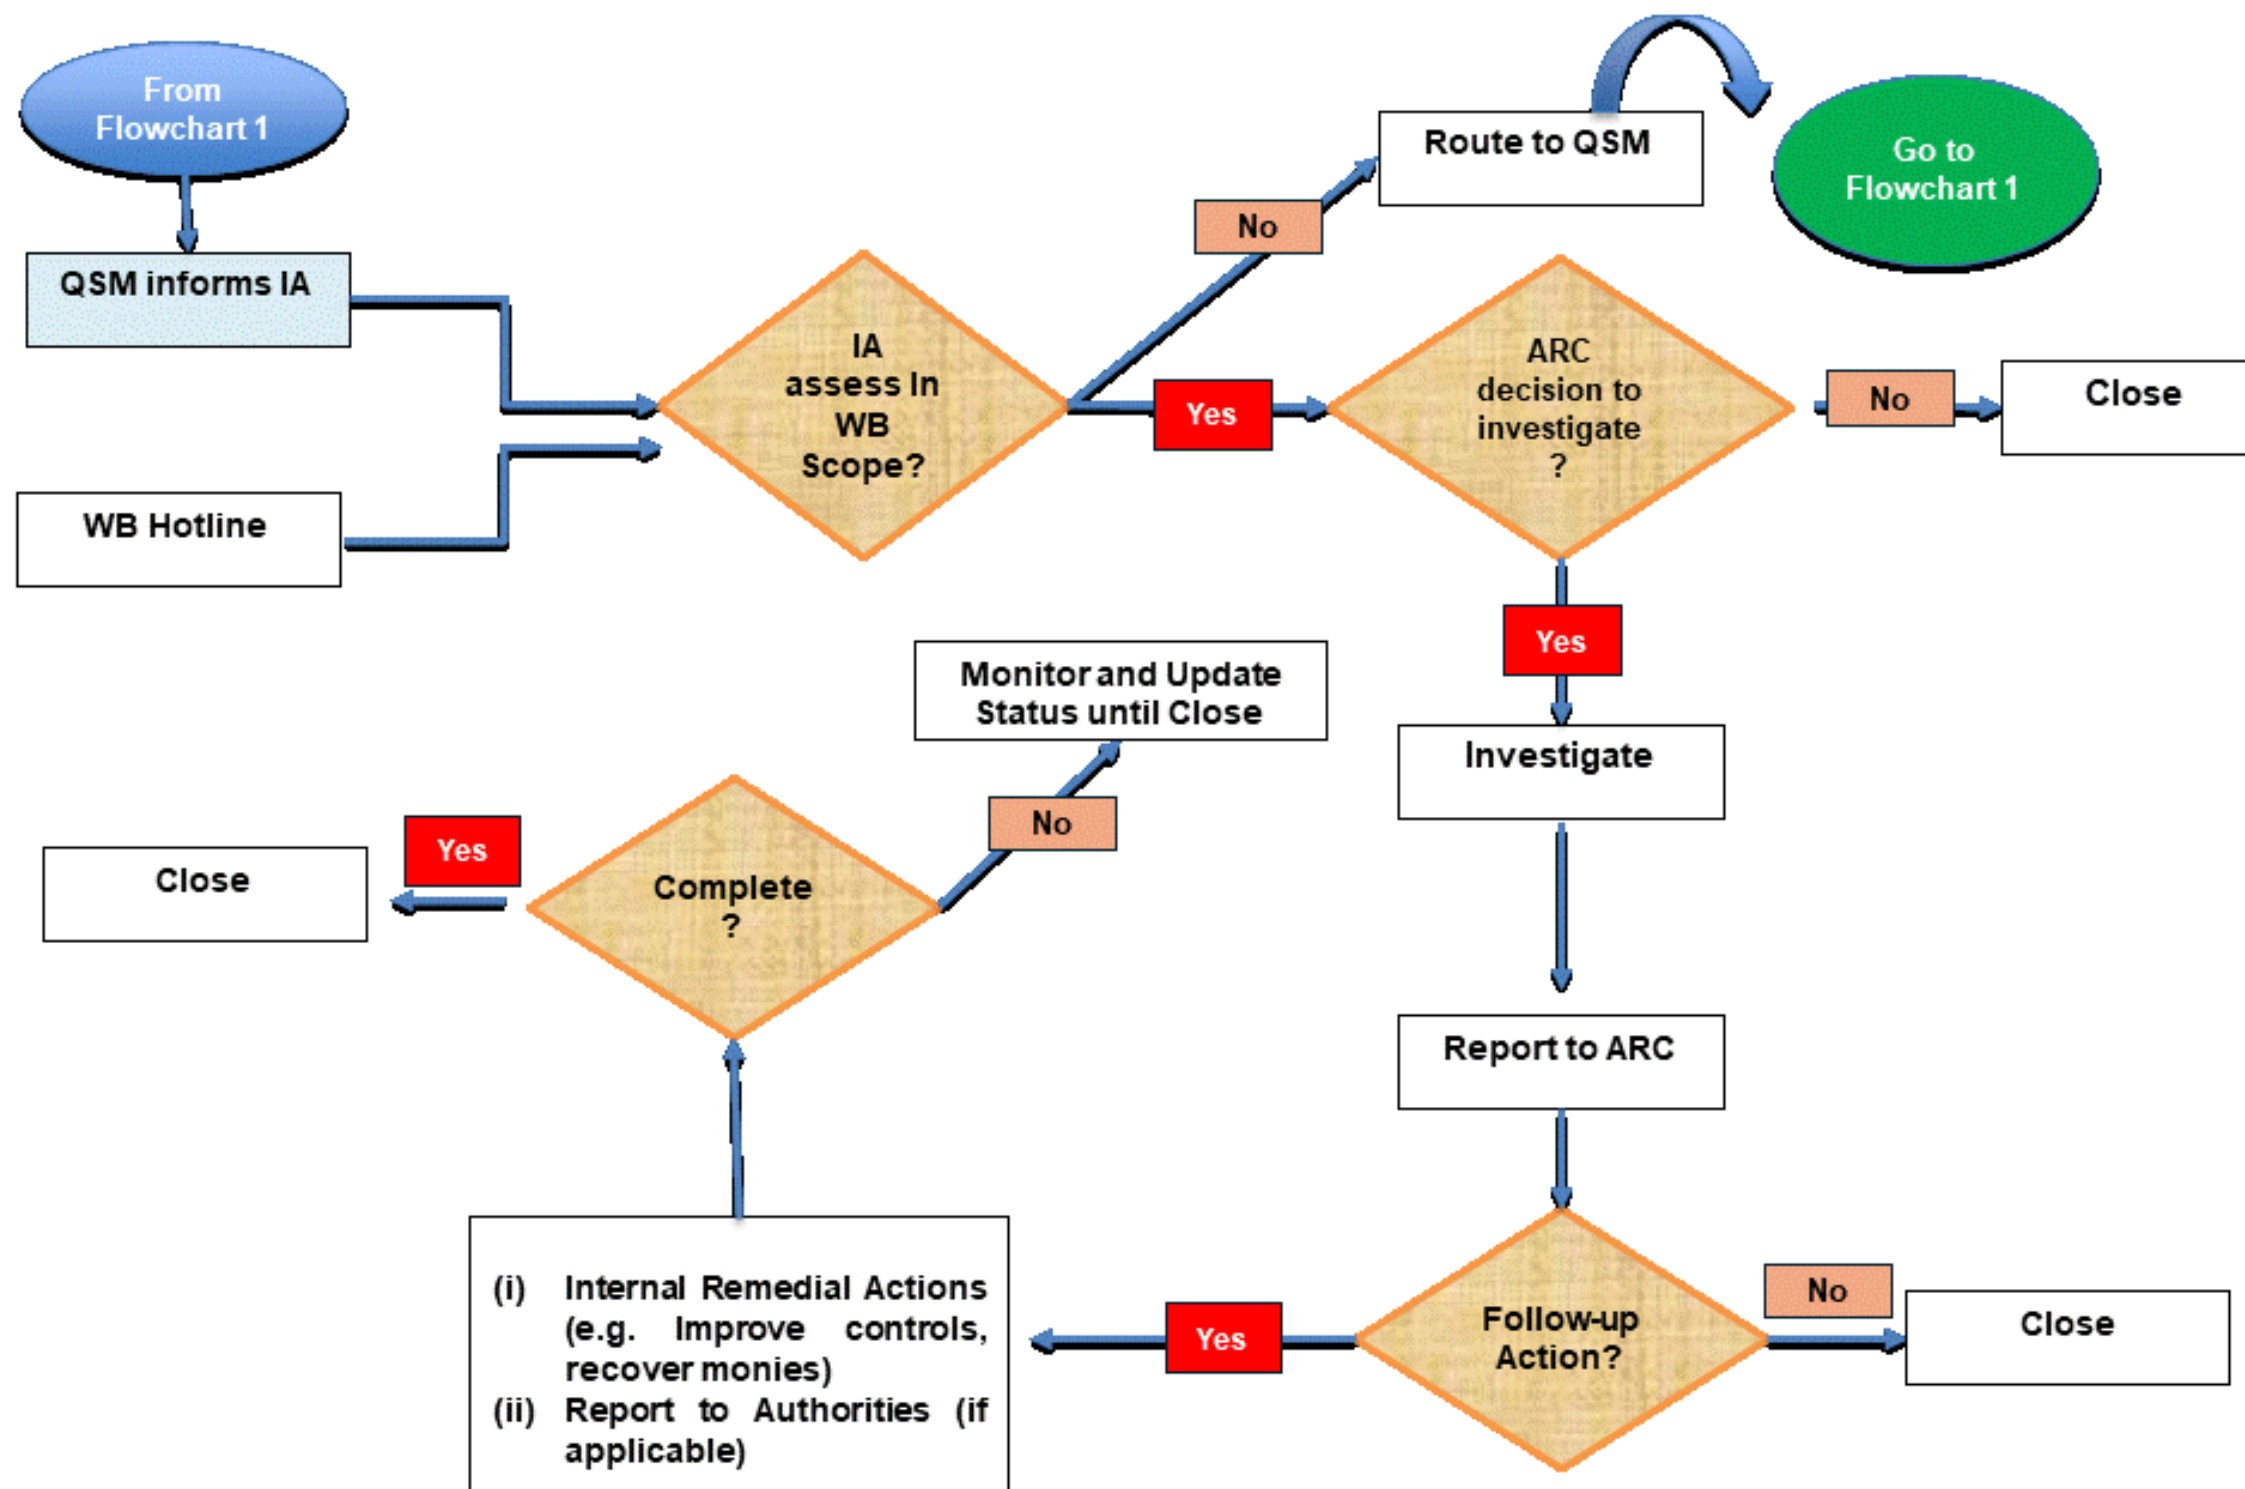 From
Flowchart 1
Route to QSM
Go to
Flowchart 1
No
QSM informs IA
IA
assess In
WB
Scope?
Yes
ARC
decision to
investigate
?
No
Close
WB Hotline
Yes
Monitor and Update
Status until Close
Investigate
No
Yes
Close
Complete
?
Report to ARC
(i) Internal Remedial Actions
(e.g. Improve controls,
recover monies)
(ii) Report to Authorities (if
applicable)
Yes
Follow-up
Action?
No
Close